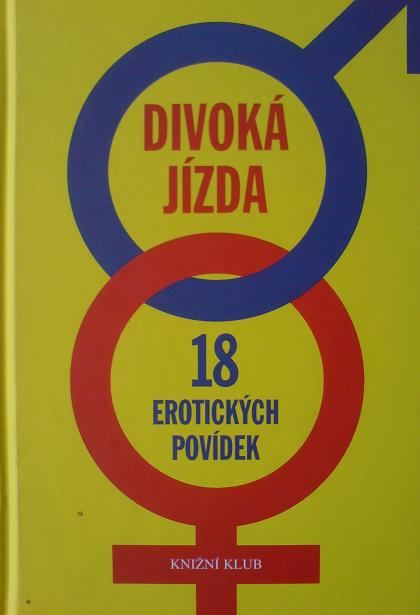 DIVOKÁ
JÍZDA
18
EROTICKÝCH
POVÍDEK
KNIŽNÍ KLUB